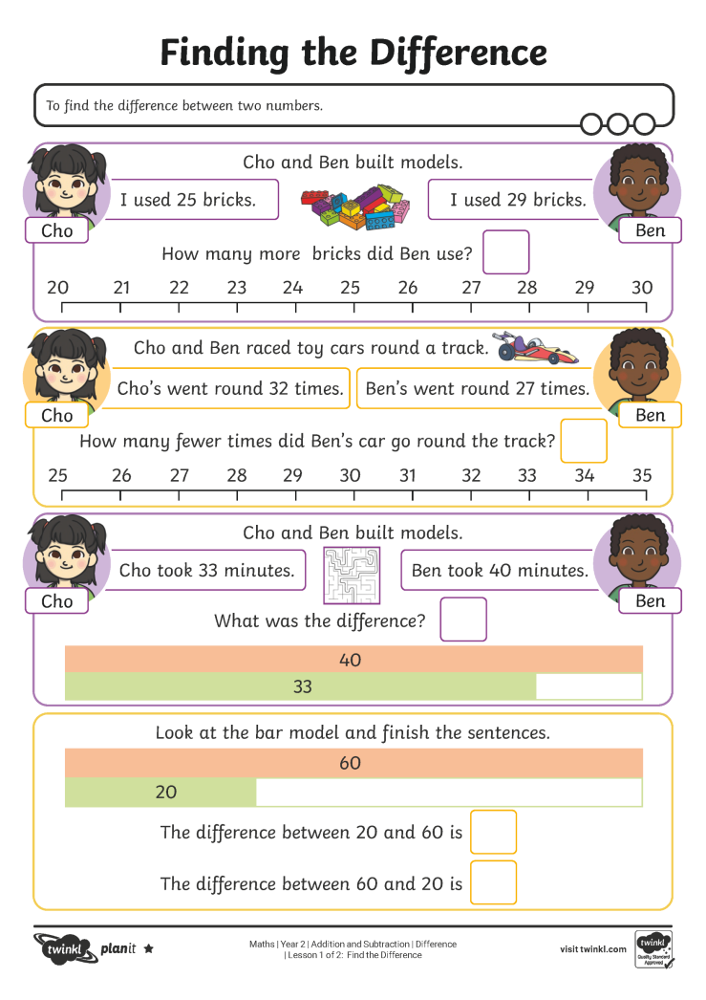 Finding the Difference
To find the difference between two numbers.
Cho and Ben built models.
I used 25 bricks.
I used 29 bricks.
Cho
Ben
How many more  bricks did Ben use?
20 21 22 23 24 25 26 27 28 29 30
Cho and Ben raced toy cars round a track.
Cho's went round 32 times.
Ben's went round 27 times.
Cho
Ben
How many fewer times did Ben's car go round the track?
25 26 27 28 29 30 31 32 33 34 35
Cho and Ben built models.
Cho took 33 minutes.
Ben took 40 minutes.
Cho
Ben
What was the difference?
40
33
Look at the bar model and finish the sentences.
60
20
The difference between 20 and 60 is
The difference between 60 and 20 is
twinkl planit
Maths | Year 2 | Addition and Subtraction | Difference
| Lesson 1 of 2:  Find the Difference
visit twinkl.com
twinkl
Quality Standard
Approved